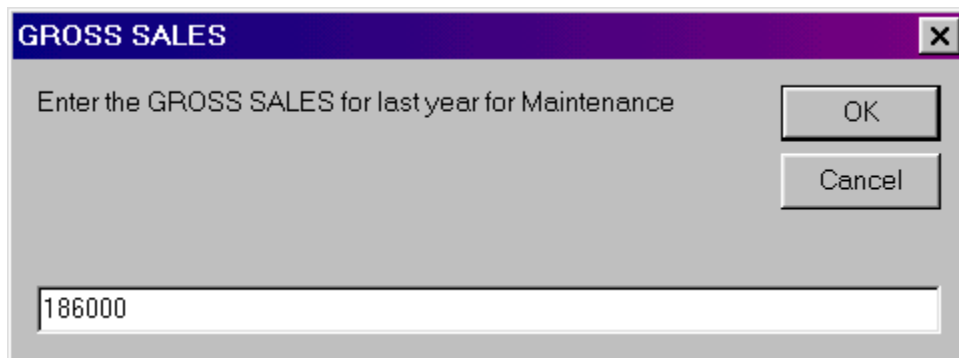 GROSS SALES
Enter the GROSS SALES for last year for Maintenance
OK
Cancel
186000